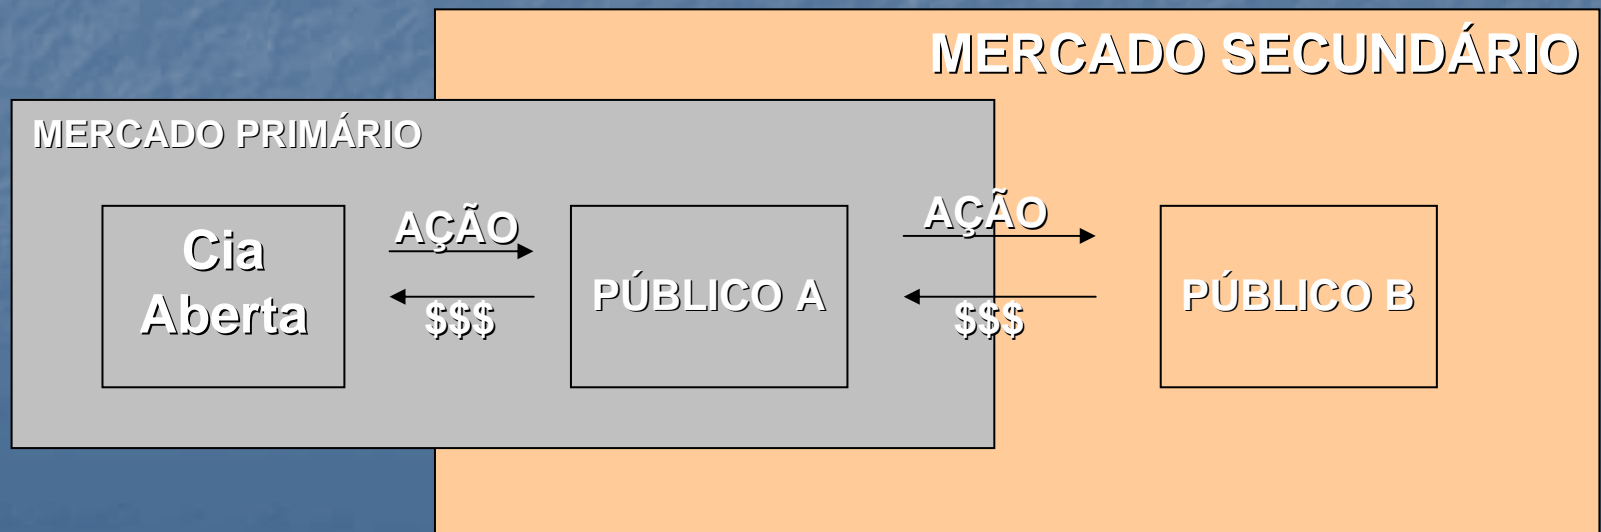 MERCADO SECUNDÁRIO
MERCADO PRIMÁRIO
Cia
Aberta
AÇÃO
$$$
PÚBLICO A
AÇÃO
$$$
PÚBLICO B